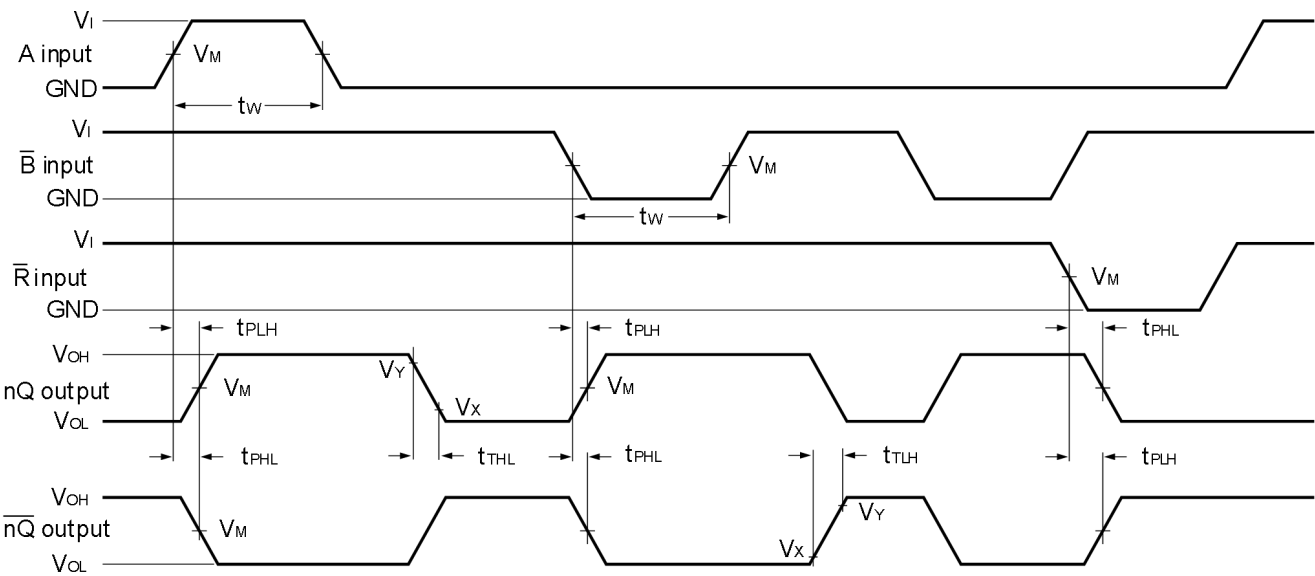 VI
A input
VM
GND
tW
VI
B̅ input
VM
GND
tW
VI
R̅ input
VM
GND
tPLH
tPLH
tPHL
VOH
VY
nQ output
VM
VX
VM
VOL
tPHL
tTHL
tPHL
tTLH
tPLH
VOH
n̅Q̅ output
VM
VY
VX
VOL